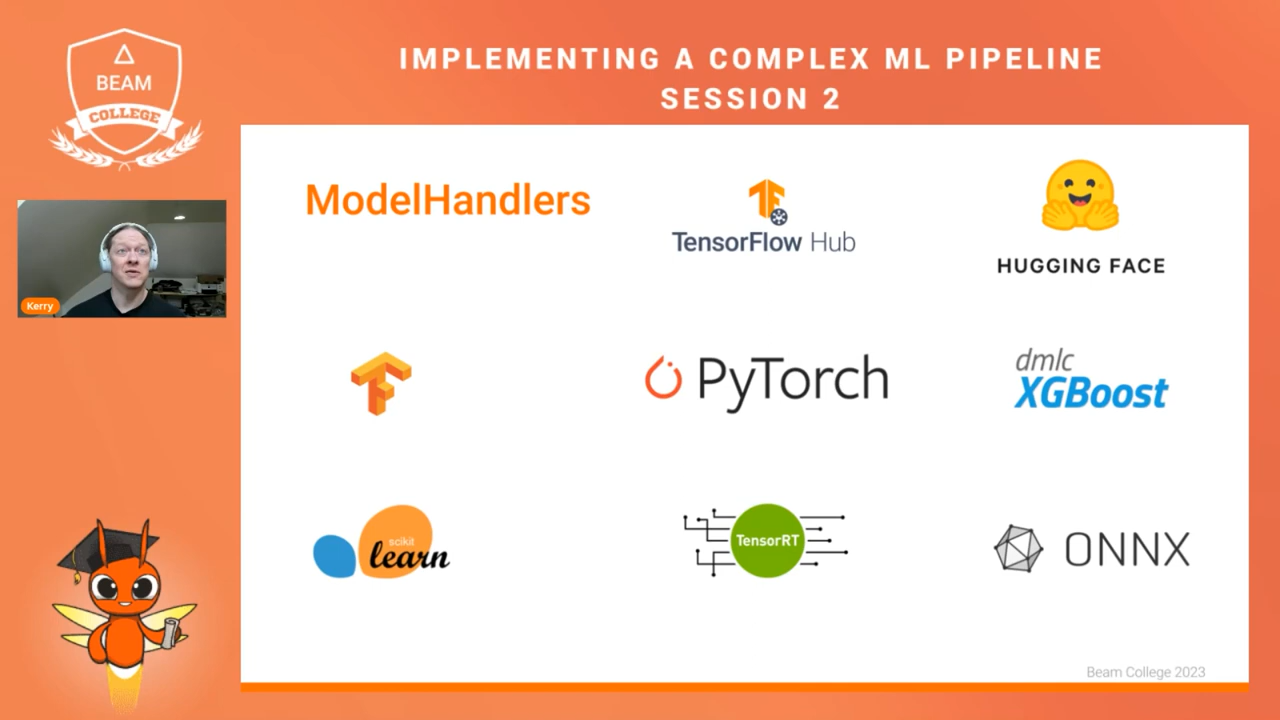 IMPLEMENTING A COMPLEX ML PIPELINE
SESSION 2
BEAM
COLLEGE
Kerry
ModelHandlers
TensorFlow Hub
HUGGING FACE
PyTorch
dmlc
XGBoost
scikit
learn
TensorRT
ONNX
Beam College 2023